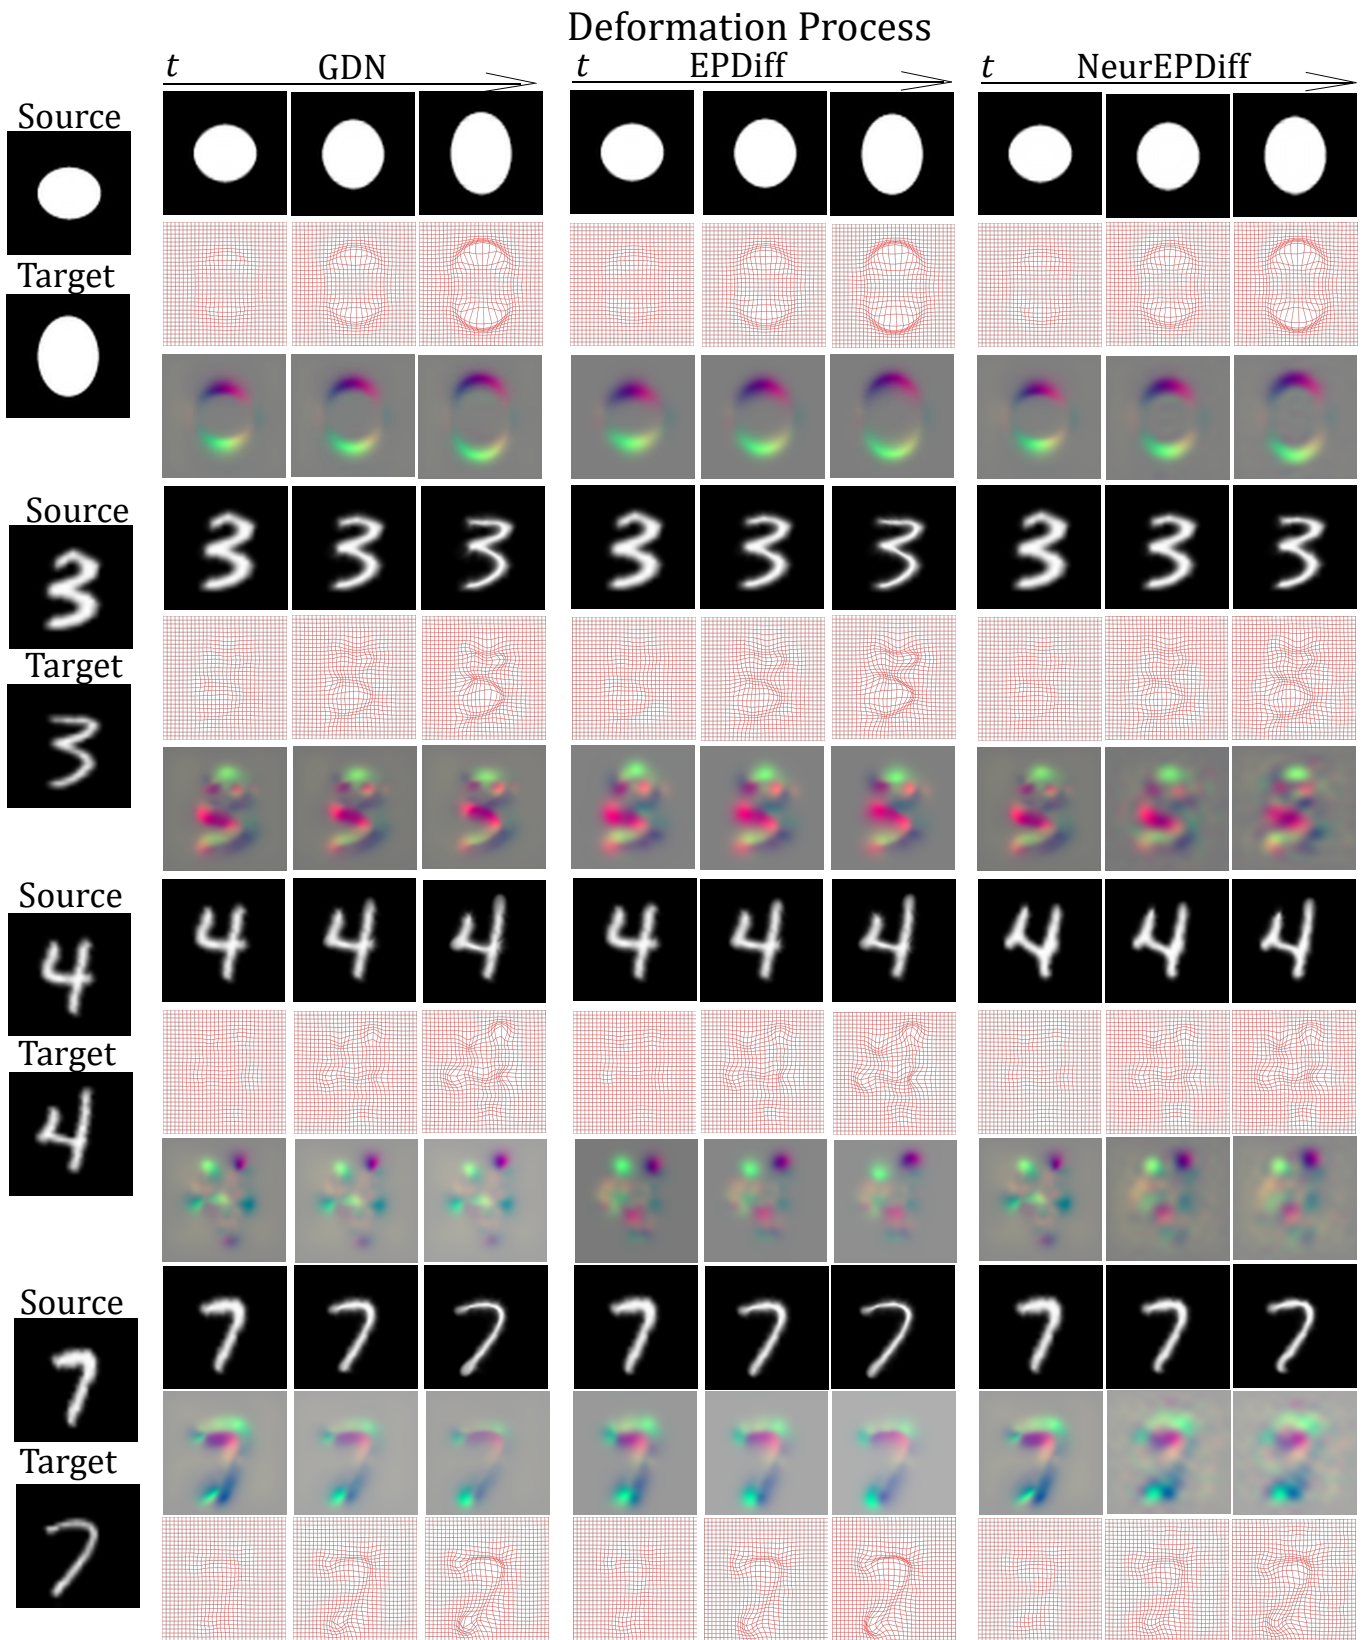 Deformation Process
t GDN t EPDiff t NeurEPDiff
Source
Target
Source
Target
Source
Target
Source
Target